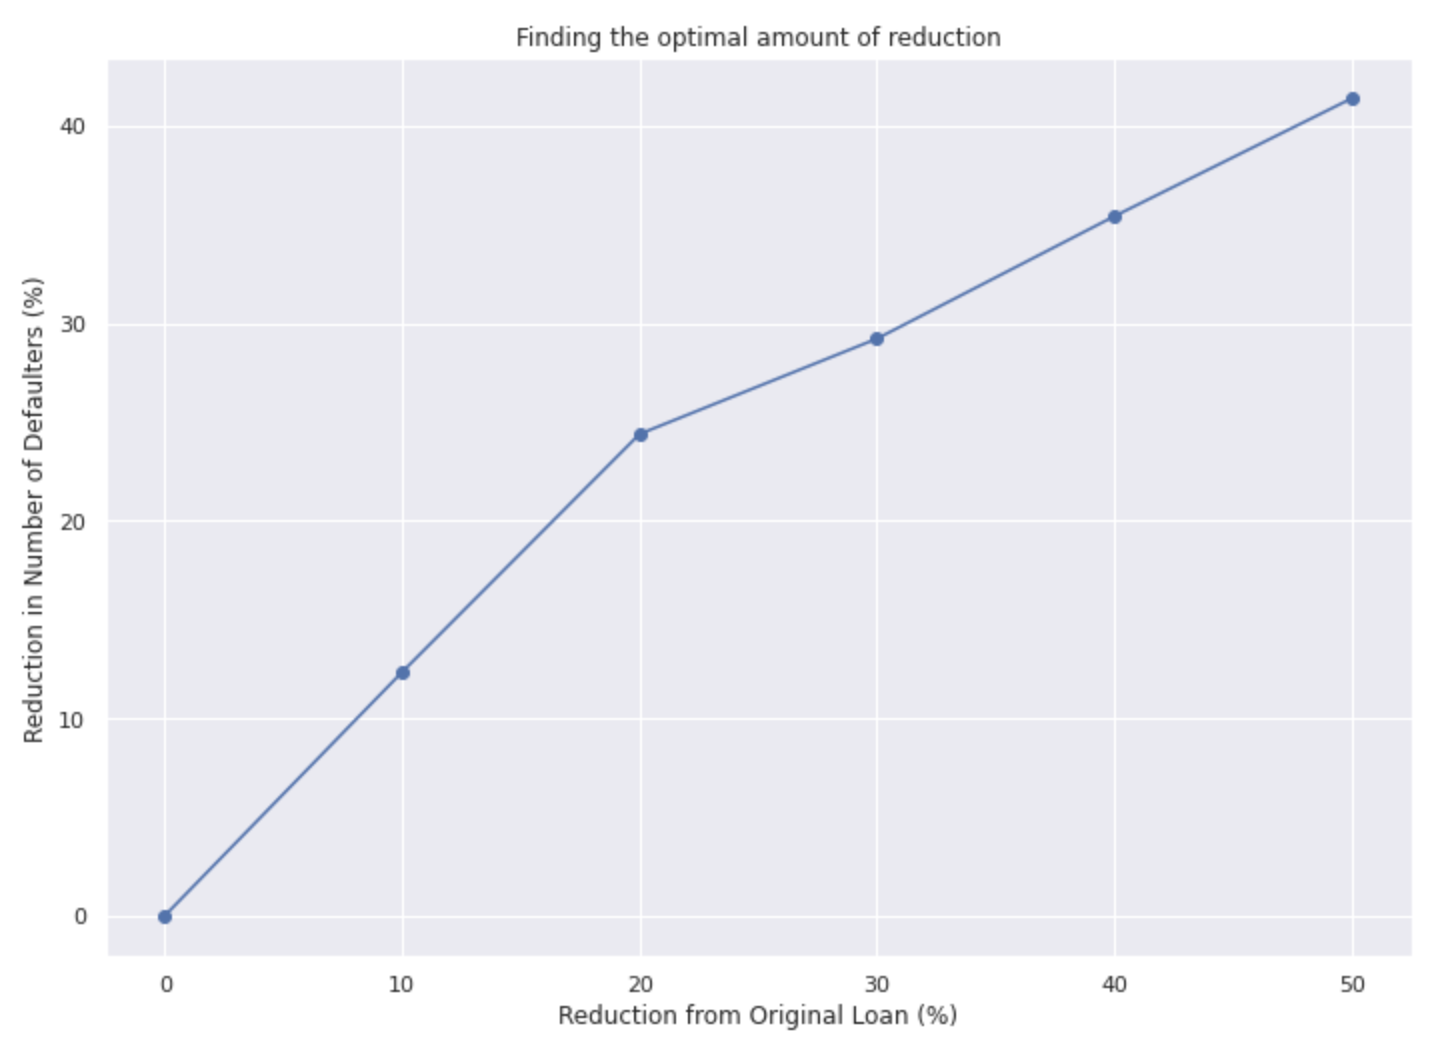 Finding the optimal amount of reduction
Reduction in Number of Defaulters (%)
40
30
20
10
0
0 10 20 30 40 50
Reduction from Original Loan (%)